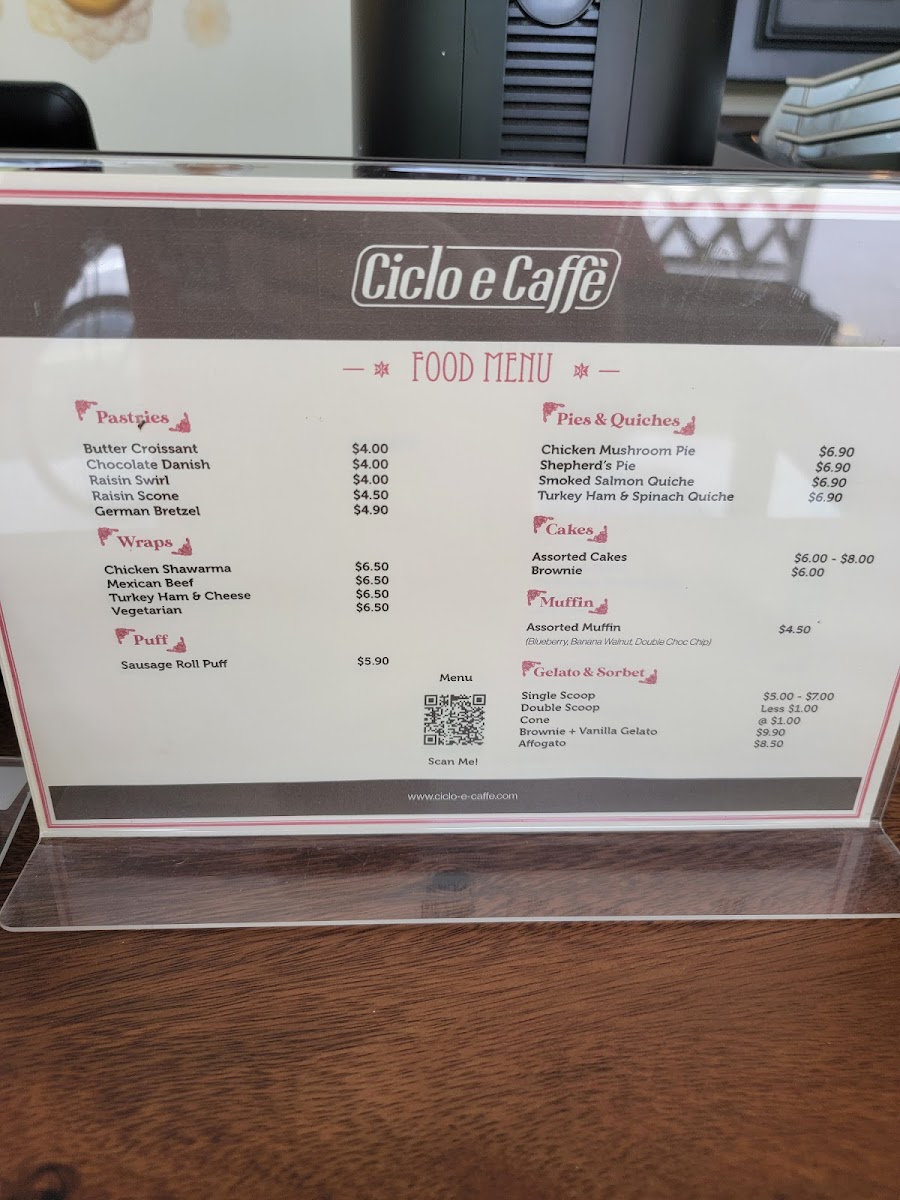 Ciclo e Caffè
FOOD MENU
Pastries
Butter Croissant $4.00
Chocolate Danish $4.00
Raisin Swirl $4.00
Raisin Scone $4.50
German Bretzel $4.90
Wraps
Chicken Shawarma $6.50
Mexican Beef $6.50
Turkey Ham & Cheese $6.50
Vegetarian $6.50
Puff
Sausage Roll Puff $5.90
Pies & Quiches
Chicken Mushroom Pie $6.90
Shepherd's Pie $6.90
Smoked Salmon Quiche $6.90
Turkey Ham & Spinach Quiche $6.90
Cakes
Assorted Cakes $6.00 - $8.00
Brownie $6.00
Muffin
Assorted Muffin $4.50
(Blueberry, Banana Walnut, Double Choc Chip)
Gelato & Sorbet
Single Scoop $5.00 - $7.00
Double Scoop Less $1.00
Cone @ $1.00
Brownie + Vanilla Gelato $9.90
Affogato $8.50
Menu
Scan Me!
www.ciclo-e-caffe.com